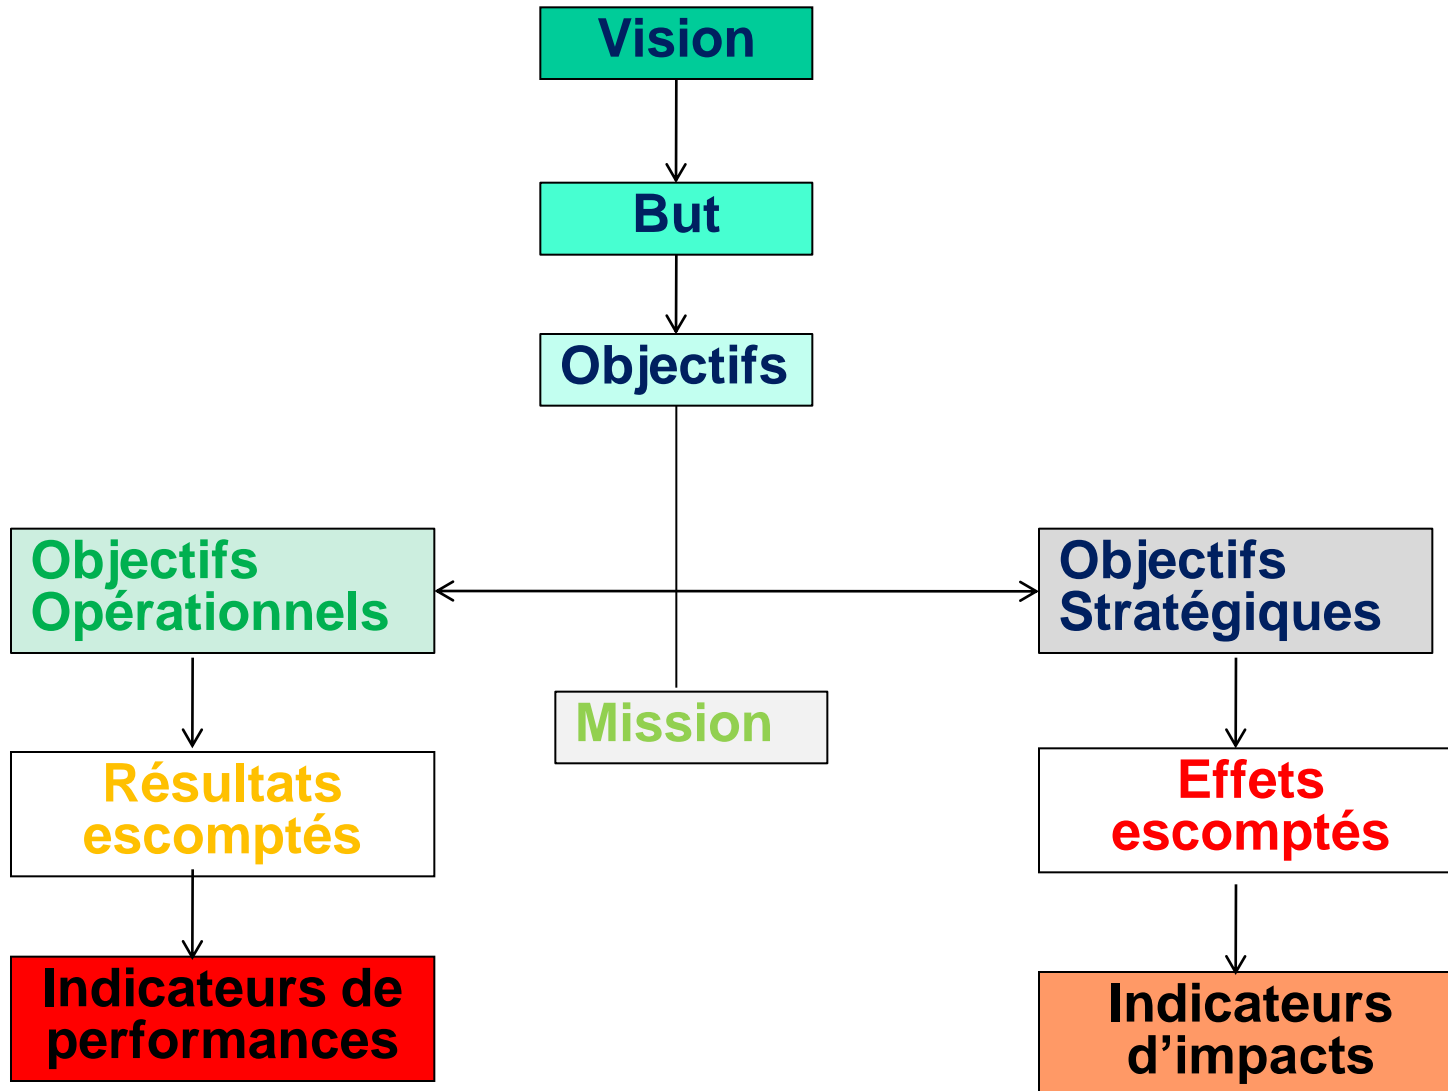 Vision
But
Objectifs
Objectifs
Opérationnels
Objectifs
Stratégiques
Mission
Résultats
escomptés
Effets
escomptés
Indicateurs de
performances
Indicateurs
d’impacts